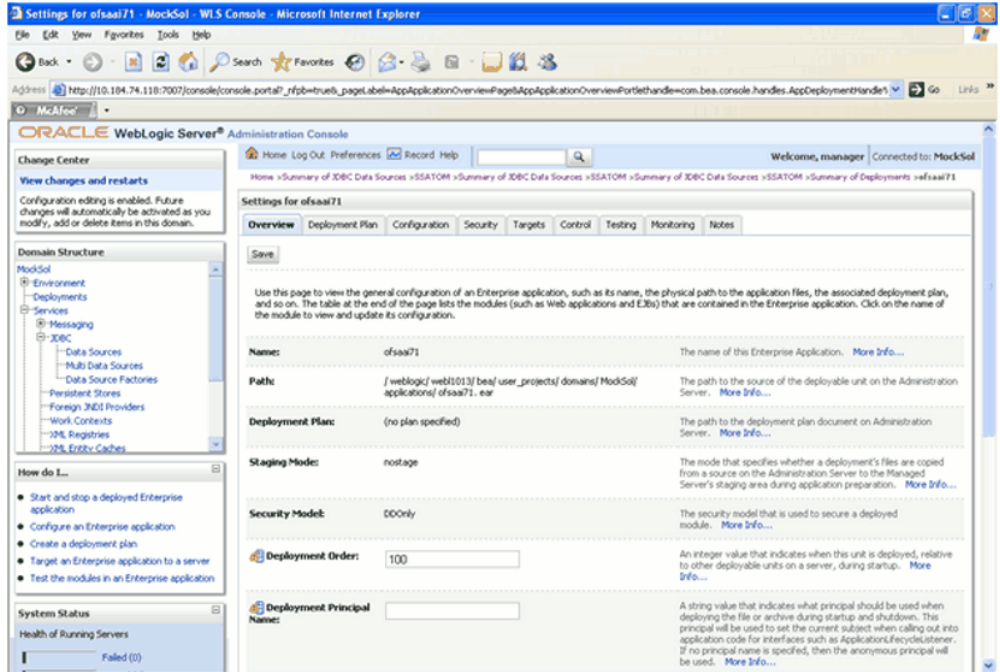 Settings for ofsaai71 - MockSol - WLS Console - Microsoft Internet Explorer
File Edit View Favorites Tools Help
Back Search Favorites
Address http://10.184.74.118:7007/console/console.portal?_nfpb=true&_pageLabel=AppApplicationOverviewPage&AppApplicationOverviewPortlethandle=com.bea.console.handles.AppDeploymentHandle% Go Links »
McAfee
ORACLE WebLogic Server® Administration Console
Change Center
View changes and restarts
Configuration editing is enabled. Future
changes will automatically be activated as you
modify, add or delete items in this domain.
Domain Structure
MockSol
Environment
Deployments
Services
Messaging
JDBC
Data Sources
Multi Data Sources
Data Source Factories
Persistent Stores
Foreign JNDI Providers
Work Contexts
XML Registries
XML Entity Caches
How do I...
Start and stop a deployed Enterprise
application
Configure an Enterprise application
Create a deployment plan
Target an Enterprise application to a server
Test the modules in an Enterprise application
System Status
Health of Running Servers
Failed (0)
Home Log Out Preferences Record Help
Welcome, manager Connected to: MockSol
Home >Summary of JDBC Data Sources >SSATOM >Summary of JDBC Data Sources >SSATOM >Summary of JDBC Data Sources >SSATOM >Summary of Deployments >ofsaai71
Settings for ofsaai71
Overview Deployment Plan Configuration Security Targets Control Testing Monitoring Notes
Save
Use this page to view the general configuration of an Enterprise application, such as its name, the physical path to the application files, the associated deployment plan,
and so on. The table at the end of the page lists the modules (such as Web applications and EJBs) that are contained in the Enterprise application. Click on the name of
the module to view and update its configuration.
Name: ofsaai71 The name of this Enterprise Application. More Info...
Path: / weblogic/ webl1013/ bea/ user_projects/ domains/ MockSol/ The path to the source of the deployable unit on the Administration
applications/ ofsaai71. ear Server. More Info...
Deployment Plan: (no plan specified) The path to the deployment plan document on Administration
Server. More Info...
Staging Mode: nostage The mode that specifies whether a deployment's files are copied
from a source on the Administration Server to the Managed
Server's staging area during application preparation. More Info...
Security Model: DDOnly The security model that is used to secure a deployed
module. More Info...
Deployment Order: 100 An integer value that indicates when this unit is deployed, relative
to other deployable units on a server, during startup. More
Info...
Deployment Principal A string value that indicates what principal should be used when
Name: deploying the file or archive during startup and shutdown. This
principal will be used to set the current subject when calling out into
application code for interfaces such as ApplicationLifecycleListener.
If no principal name is specified, then the anonymous principal will
be used. More Info...